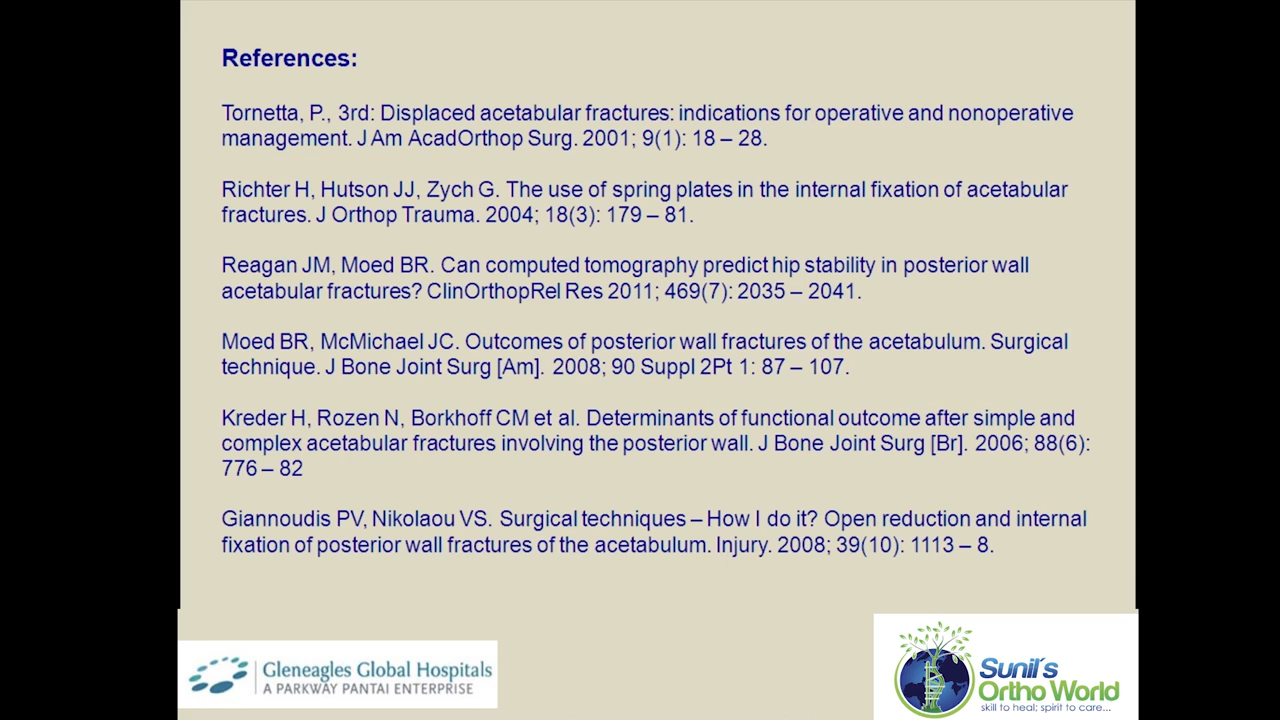 References:
Tornetta, P., 3rd: Displaced acetabular fractures: indications for operative and nonoperative
management. J Am AcadOrthop Surg. 2001; 9(1): 18 – 28.
Richter H, Hutson JJ, Zych G. The use of spring plates in the internal fixation of acetabular
fractures. J Orthop Trauma. 2004; 18(3): 179 – 81.
Reagan JM, Moed BR. Can computed tomography predict hip stability in posterior wall
acetabular fractures? ClinOrthopRel Res 2011; 469(7): 2035 – 2041.
Moed BR, McMichael JC. Outcomes of posterior wall fractures of the acetabulum. Surgical
technique. J Bone Joint Surg [Am]. 2008; 90 Suppl 2Pt 1: 87 – 107.
Kreder H, Rozen N, Borkhoff CM et al. Determinants of functional outcome after simple and
complex acetabular fractures involving the posterior wall. J Bone Joint Surg [Br]. 2006; 88(6):
776 – 82
Giannoudis PV, Nikolaou VS. Surgical techniques – How I do it? Open reduction and internal
fixation of posterior wall fractures of the acetabulum. Injury. 2008; 39(10): 1113 – 8.
Gleneagles Global Hospitals
A PARKWAY PANTAI ENTERPRISE
Sunil's
Ortho World
skill to heal; spirit to care...